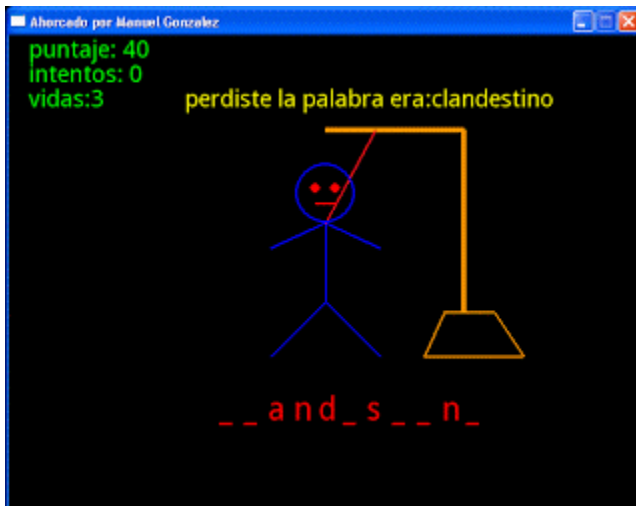 Ahorcado por Manuel Gonzalez
puntaje: 40
intentos: 0
vidas:3
perdiste la palabra era:clandestino
_ _ a n d _ s _ _ n _